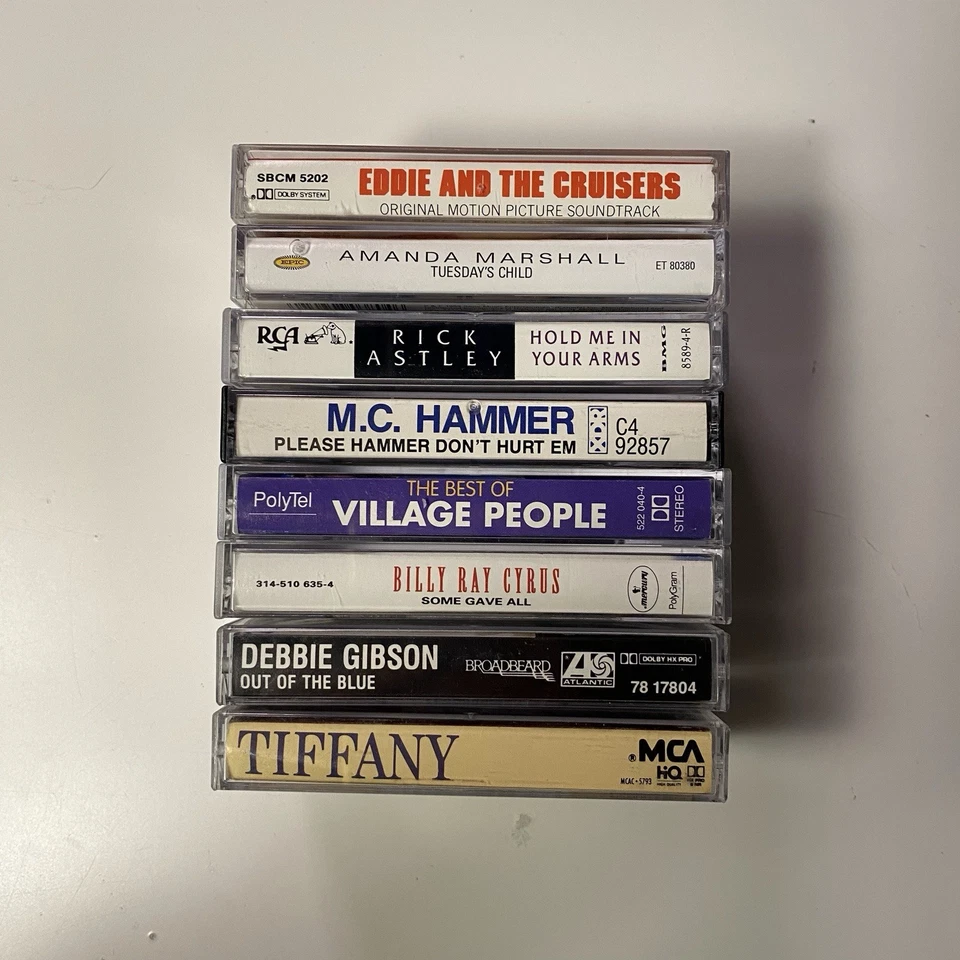 SBCM 5202
DOLBY SYSTEM
EDDIE AND THE CRUISERS
ORIGINAL MOTION PICTURE SOUNDTRACK
EPIC
AMANDA MARSHALL
TUESDAY'S CHILD
ET 80380
RCA
RICK
ASTLEY
HOLD ME IN
YOUR ARMS
BMG
8589-4-R
M.C. HAMMER
PLEASE HAMMER DON'T HURT EM
C4
92857
PolyTel
THE BEST OF
VILLAGE PEOPLE
522 040-4
STEREO
314-510 635-4
BILLY RAY CYRUS
SOME GAVE ALL
mercury
PolyGram
DEBBIE GIBSON
OUT OF THE BLUE
BROADBEARD
ATLANTIC
DOLBY HX PRO
78 17804
TIFFANY
® MCA
HiQ
HIGH QUALITY
MCAC-5793